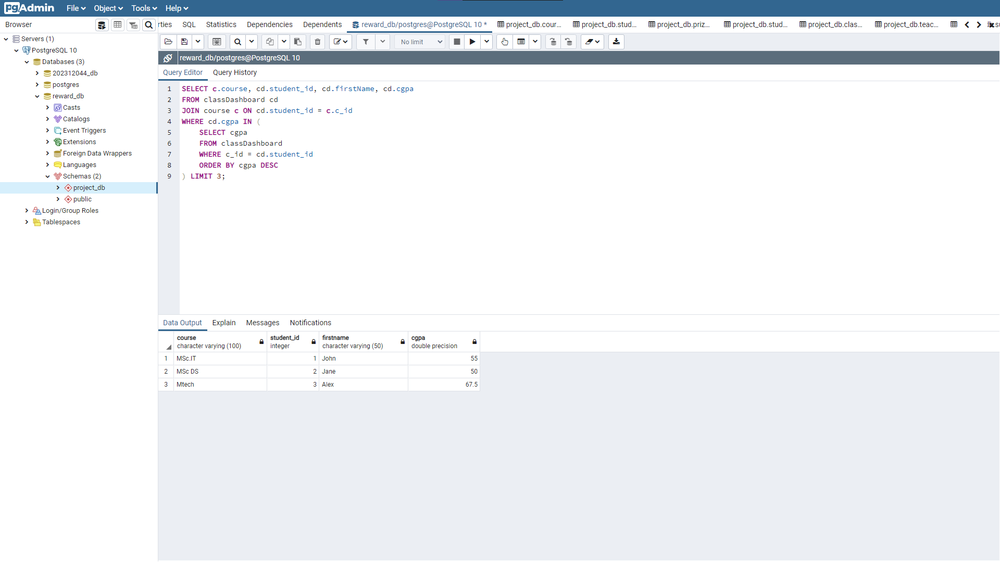 pgAdmin File Object Tools Help
Browser
rties SQL Statistics Dependencies Dependents reward_db/postgres@PostgreSQL 10 * project_db.cour... project_db.stud... project_db.priz... project_db.stud... project_db.clas... project_db.teac...
Servers (1)
PostgreSQL 10
Databases (3)
202312044_db
postgres
reward_db
Casts
Catalogs
Event Triggers
Extensions
Foreign Data Wrappers
Languages
Schemas (2)
project_db
public
Login/Group Roles
Tablespaces
No limit
reward_db/postgres@PostgreSQL 10
Query Editor Query History
1 SELECT c.course, cd.student_id, cd.firstName, cd.cgpa
2 FROM classDashboard cd
3 JOIN course c ON cd.student_id = c.c_id
4 WHERE cd.cgpa IN (
5 SELECT cgpa
6 FROM classDashboard
7 WHERE c_id = cd.student_id
8 ORDER BY cgpa DESC
9 ) LIMIT 3;
Data Output Explain Messages Notifications
course student_id firstname cgpa
character varying (100) integer character varying (50) double precision
1 MSc.IT 1 John 55
2 MSc DS 2 Jane 50
3 Mtech 3 Alex 67.5